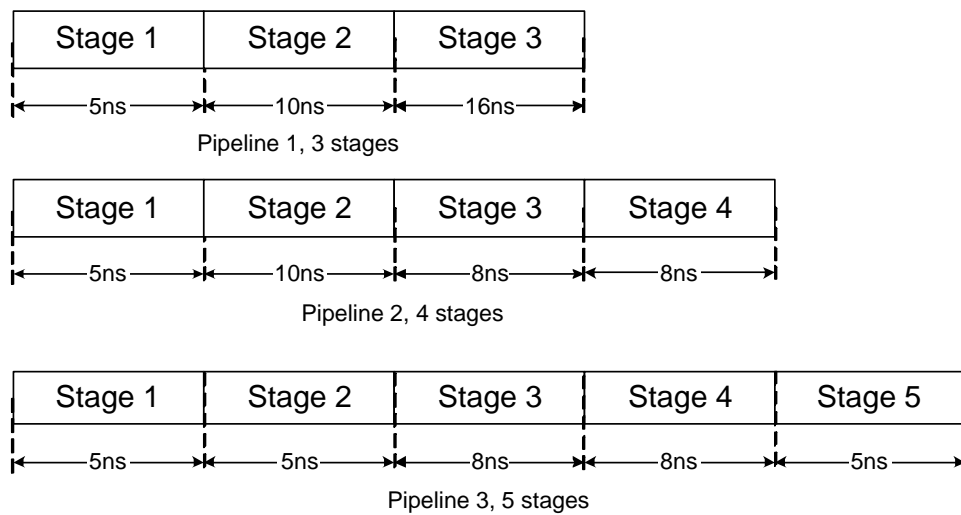 Stage 1 Stage 2 Stage 3
5ns 10ns 16ns
Pipeline 1, 3 stages
Stage 1 Stage 2 Stage 3 Stage 4
5ns 10ns 8ns 8ns
Pipeline 2, 4 stages
Stage 1 Stage 2 Stage 3 Stage 4 Stage 5
5ns 5ns 8ns 8ns 5ns
Pipeline 3, 5 stages